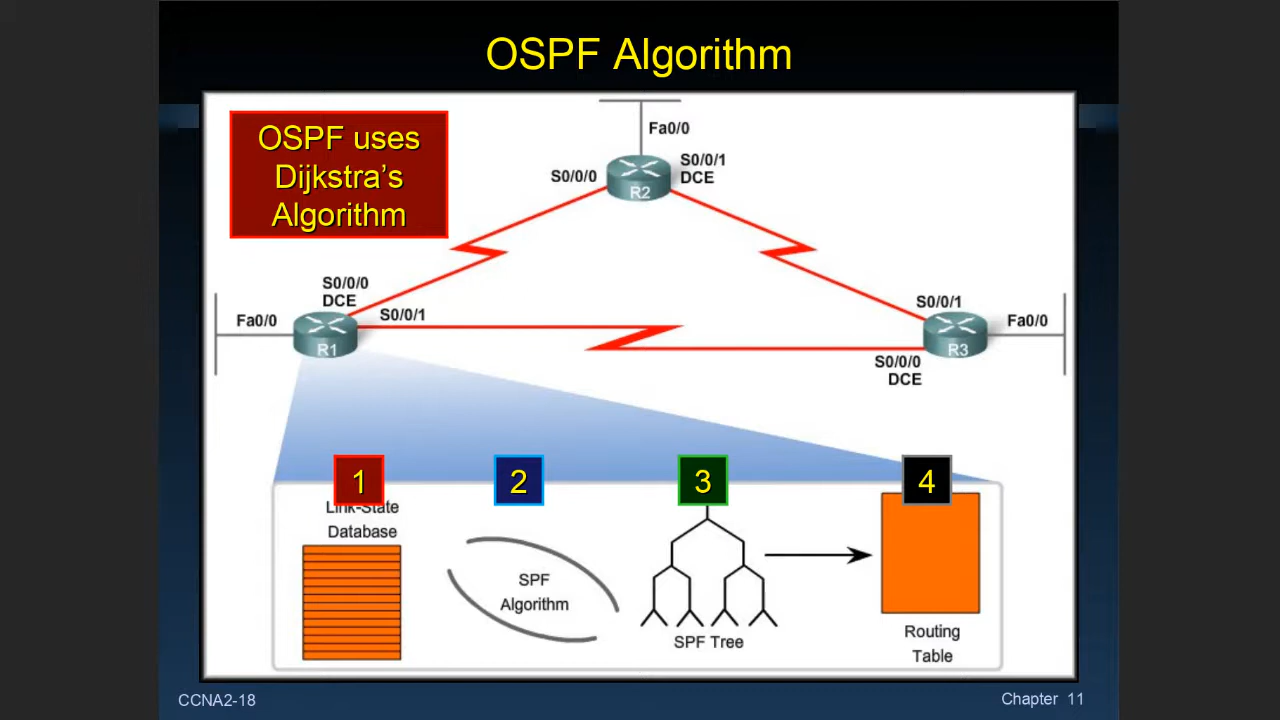 OSPF Algorithm
OSPF uses
Dijkstra's
Algorithm
Fa0/0
S0/0/0
S0/0/1
DCE
R2
S0/0/0
DCE
S0/0/1
Fa0/0
R1
S0/0/1
Fa0/0
R3
S0/0/0
DCE
1
2
3
4
Link-State
Database
SPF
Algorithm
SPF Tree
Routing
Table
CCNA2-18
Chapter 11